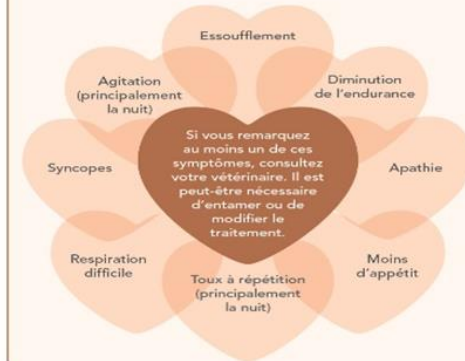 Essoufflement
Agitation
(principalement
la nuit)
Diminution
de l'endurance
Syncopes
Si vous remarquez
au moins un de ces
symptômes, consultez
votre vétérinaire. Il est
peut-être nécessaire
d'entamer ou de
modifier le
traitement.
Apathie
Respiration
difficile
Toux à répétition
(principalement
la nuit)
Moins
d'appétit